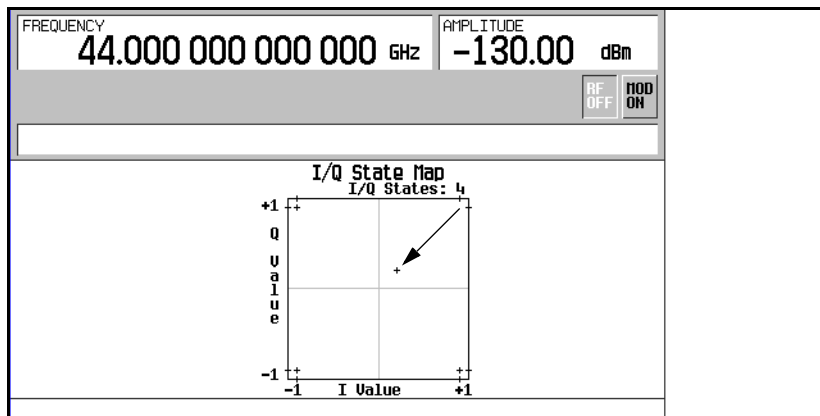 FREQUENCY
44.000 000 000 000 GHz
AMPLITUDE
-130.00 dBm
RF OFF
MOD ON
I/Q State Map
I/Q States: 4
+1
Q Value
-1
-1 I Value +1